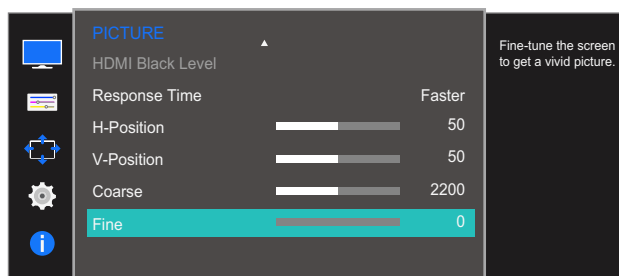 PICTURE
HDMI Black Level
Response Time Faster
H-Position 50
V-Position 50
Coarse 2200
Fine 0
Fine-tune the screen
to get a vivid picture.